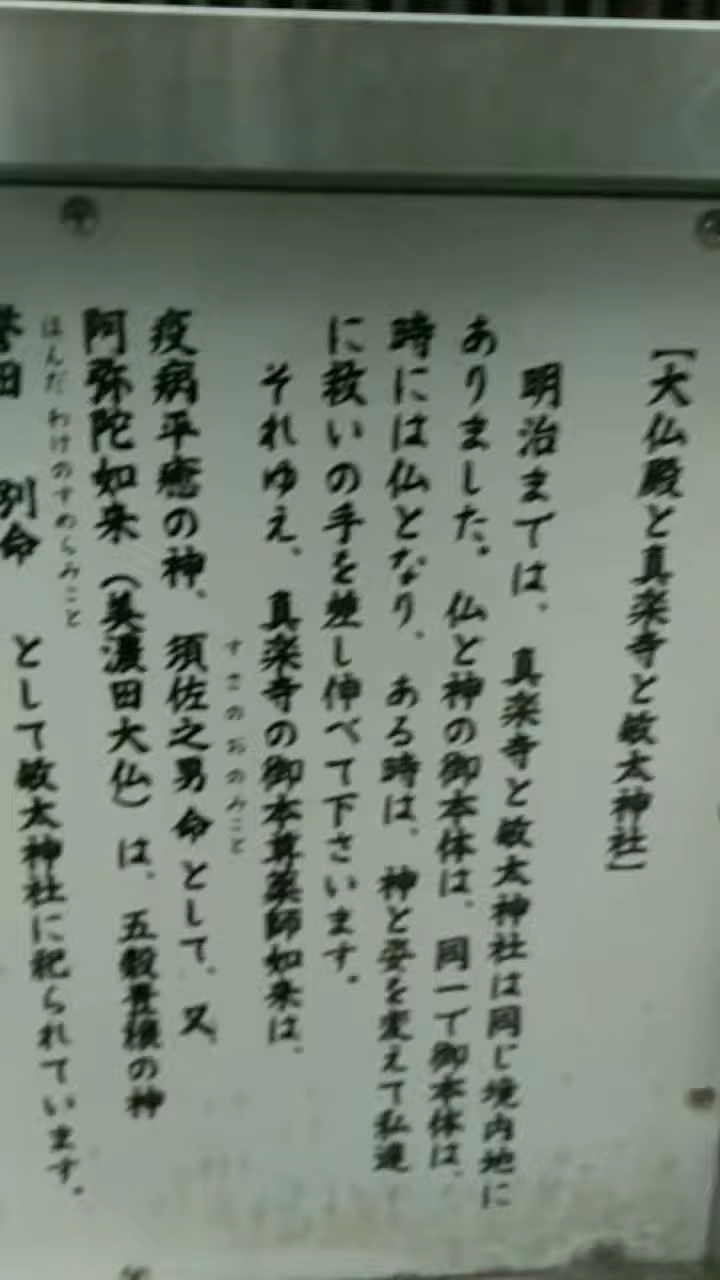 【大仏殿と真楽寺と敏太神社】
明治までは、真楽寺と敏太神社は同じ境内地に
ありました。仏と神の御本体は、同一で御本体は、
時には仏となり、ある時は、神と姿を変えて私達
に救いの手を差し伸べて下さいます。
それゆえ、真楽寺の御本尊薬師如来は、
すさのおのみこと
疫病平癒の神、須佐之男命として、又
阿弥陀如来（美濃田大仏）は、五穀豊穣の神
ほんだわけのすめらみこと
誉田別命として敏太神社に祀られています。